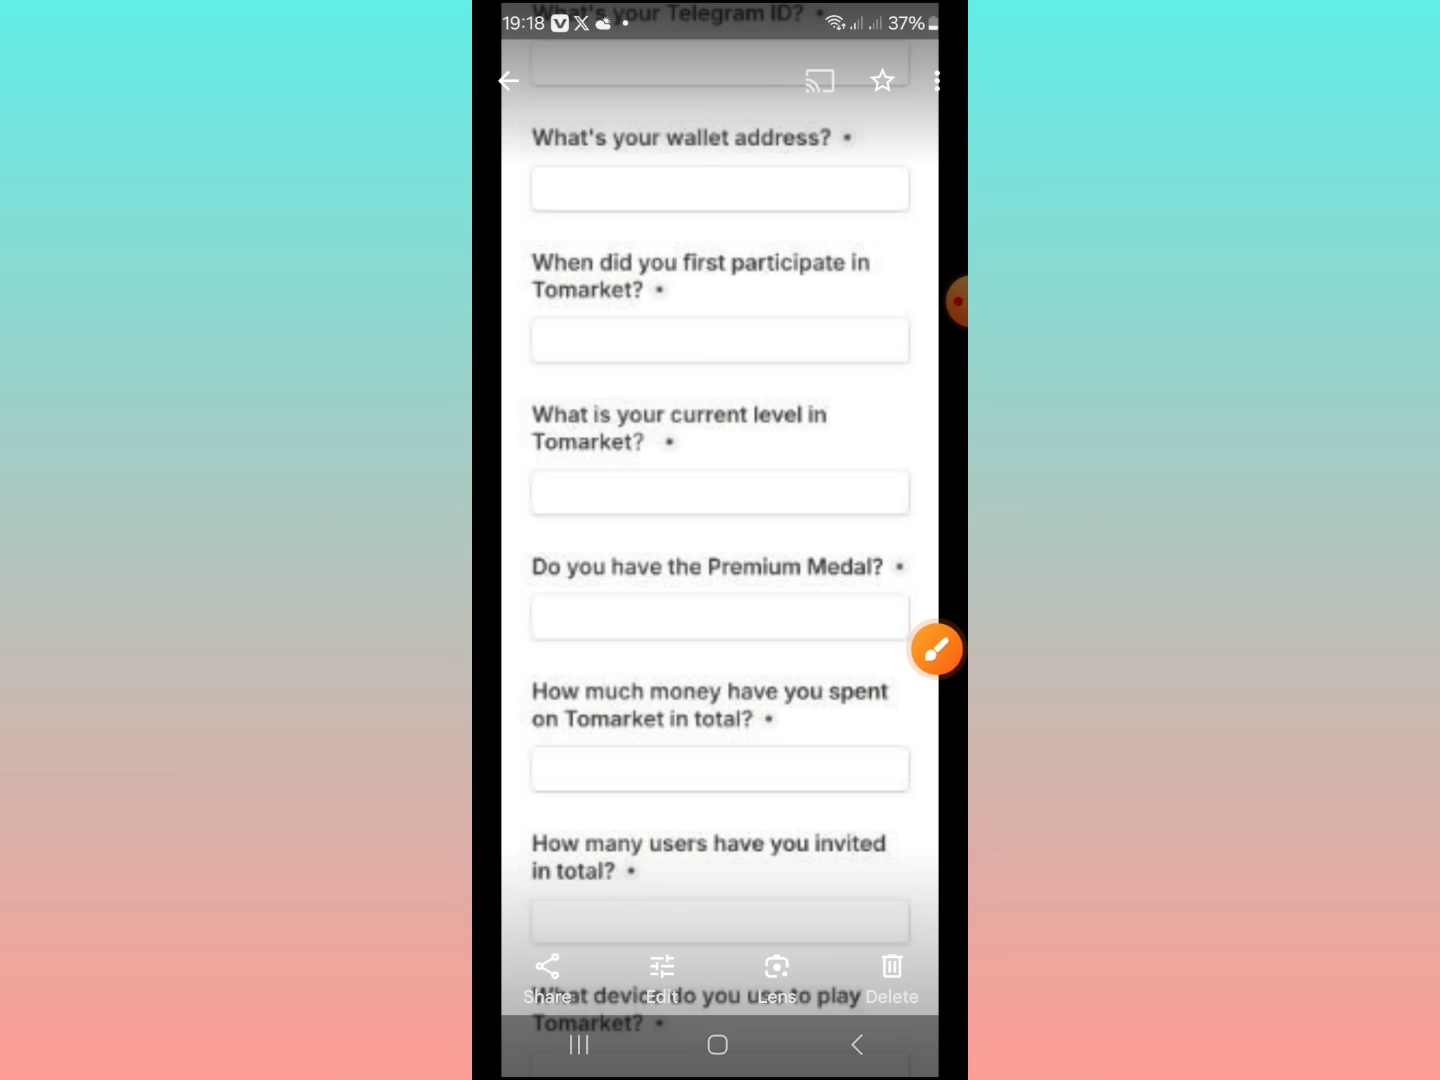 What's your Telegram ID? •
19:18 37%
What's your wallet address? •
When did you first participate in
Tomarket? •
What is your current level in
Tomarket? •
Do you have the Premium Medal? •
How much money have you spent
on Tomarket in total? •
How many users have you invited
in total? •
What device do you use to play
Share Edit Lens Delete
Tomarket? •